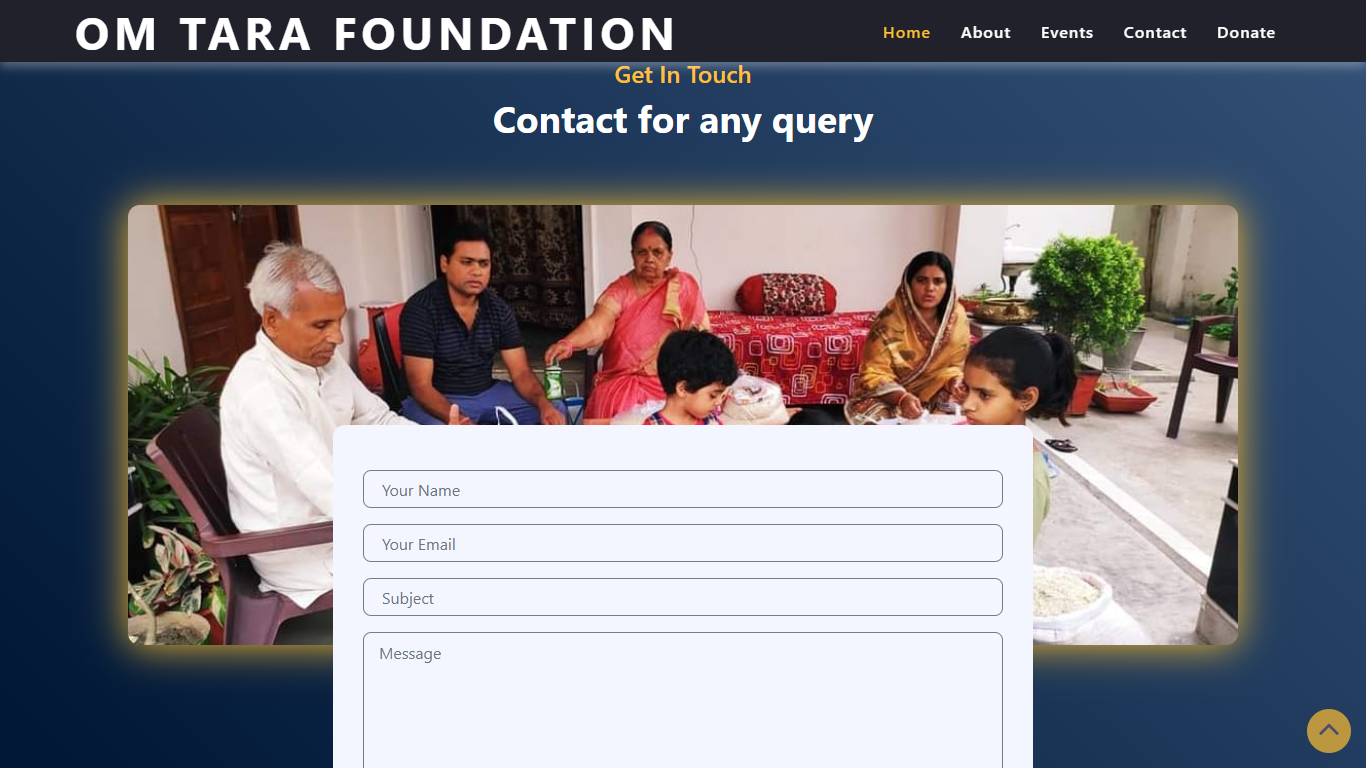 OM TARA FOUNDATION
Home About Events Contact Donate
Get In Touch
Contact for any query
Your Name
Your Email
Subject
Message